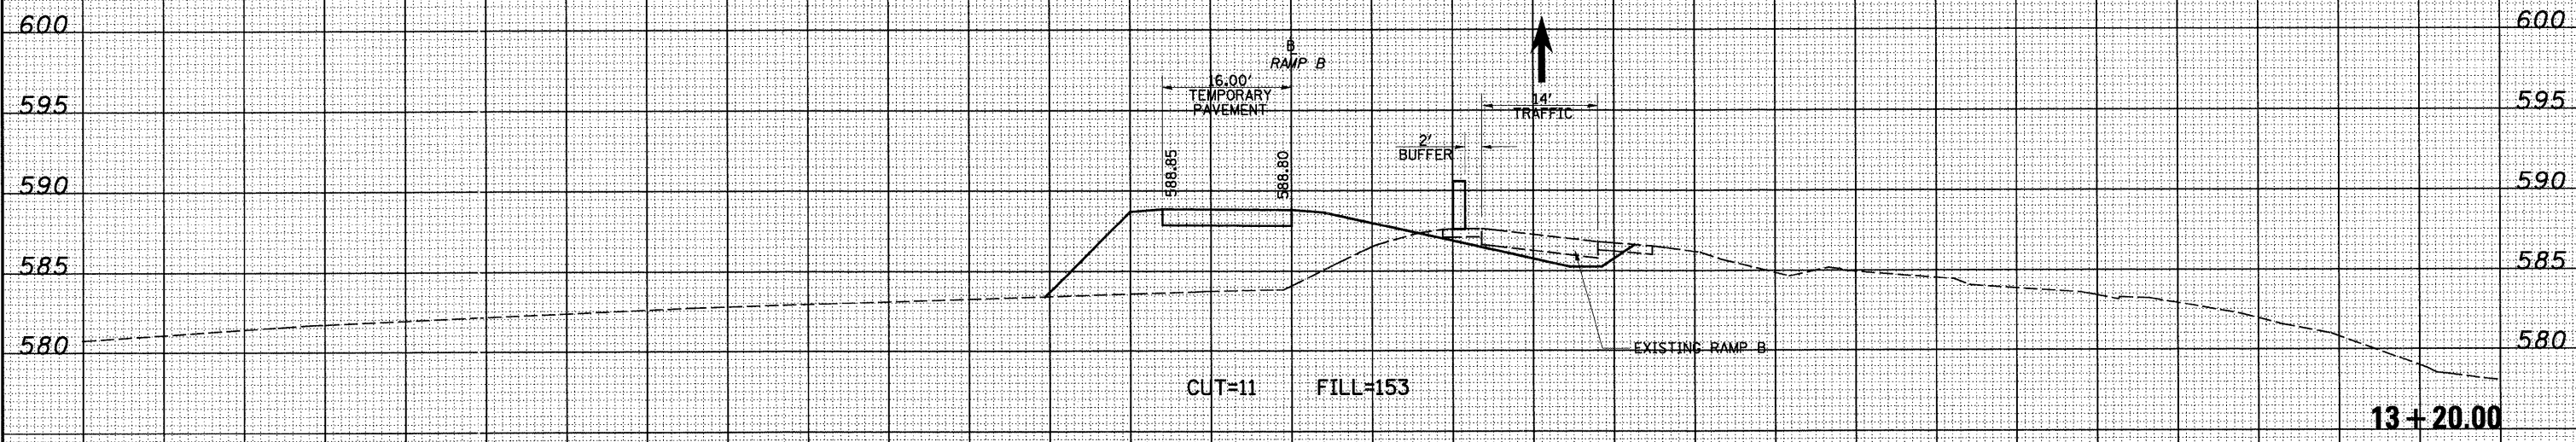 600
600
B
RAMP B
16.00'
TEMPORARY
PAVEMENT
595
14'
TRAFFIC
595
2'
BUFFER
588.85
588.80
590
590
585
585
580
EXISTING RAMP B
580
CUT=11 FILL=153
13+20.00